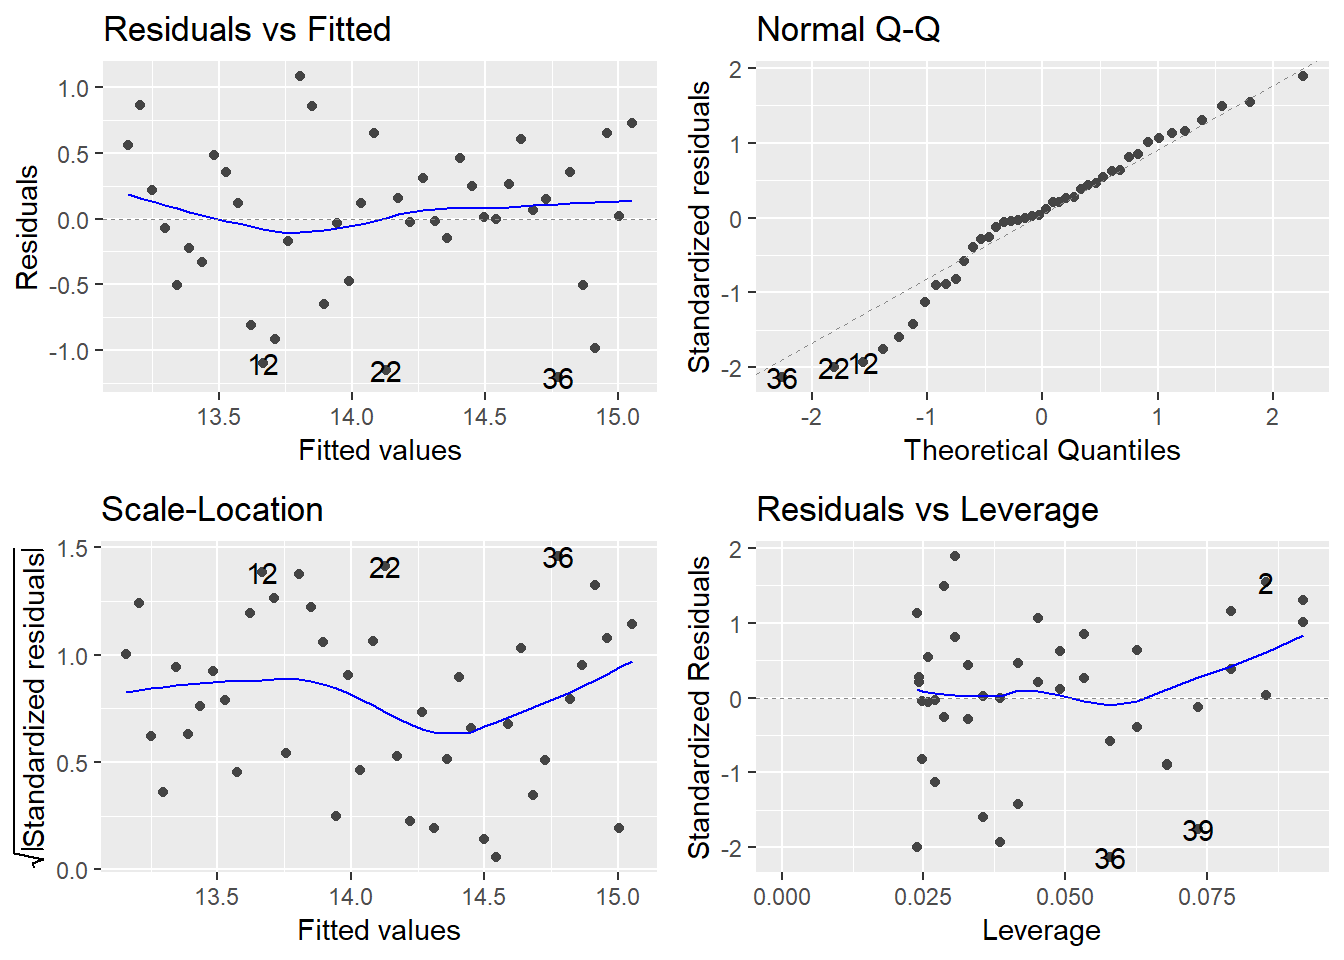 Residuals vs Fitted
Residuals
1.0
0.5
0.0
-0.5
-1.0
12
22
36
13.5 14.0 14.5 15.0
Fitted values
Normal Q-Q
Standardized residuals
2
1
0
-1
-2
36
22
12
-2 -1 0 1 2
Theoretical Quantiles
Scale-Location
√|Standardized residuals|
1.5
1.0
0.5
0.0
12
22
36
13.5 14.0 14.5 15.0
Fitted values
Residuals vs Leverage
Standardized Residuals
2
1
0
-1
-2
2
39
36
0.000 0.025 0.050 0.075
Leverage